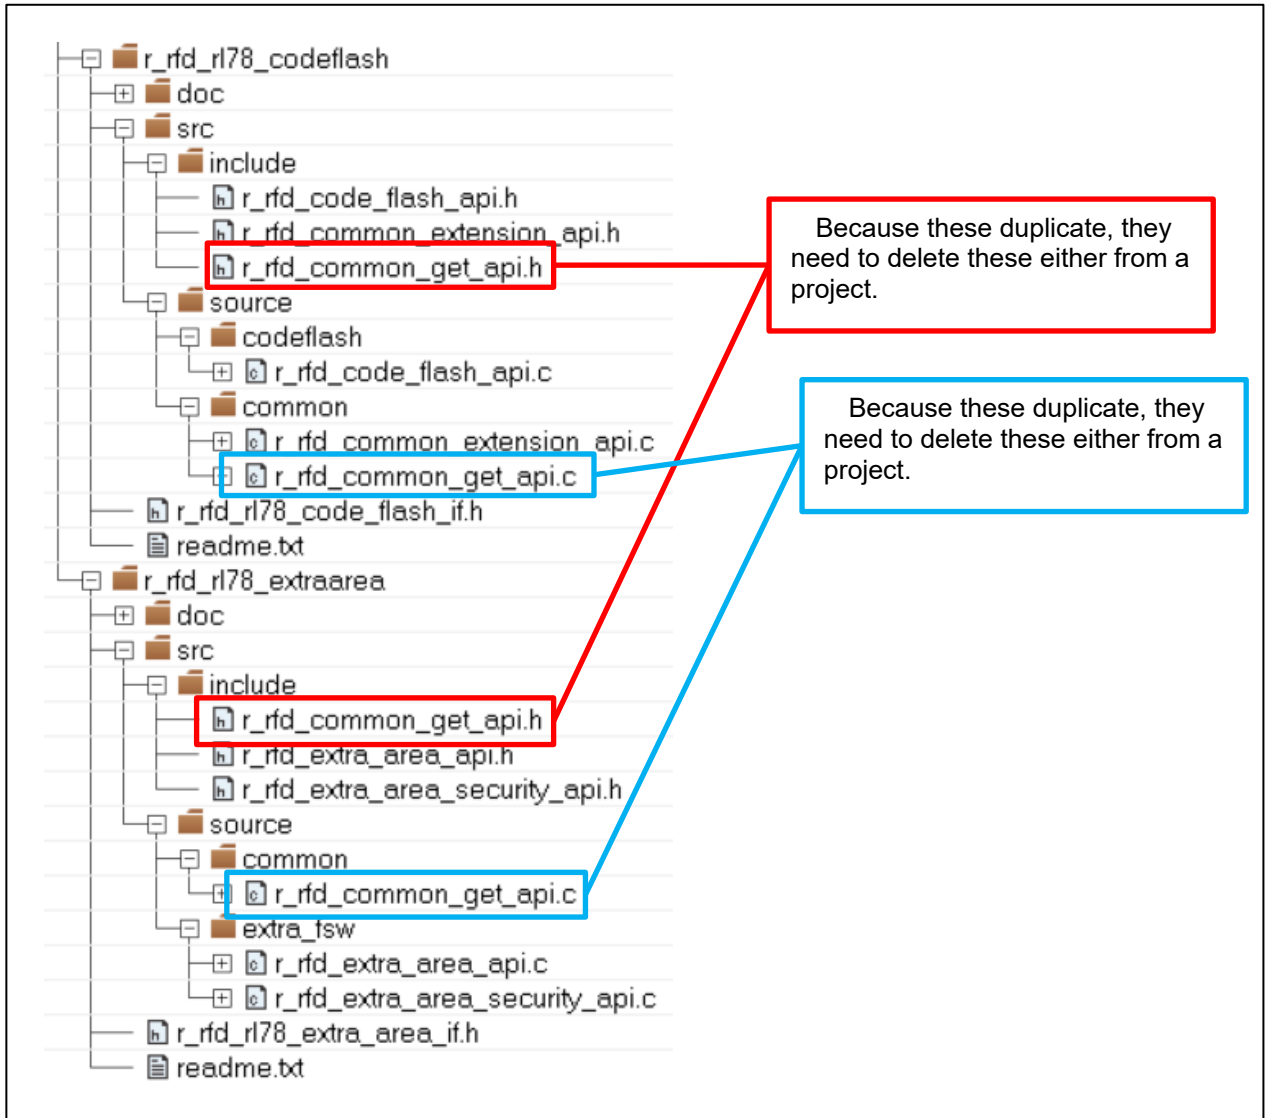 r_rfd_rl78_codeflash
doc
src
include
r_rfd_code_flash_api.h
r_rfd_common_extension_api.h
r_rfd_common_get_api.h
source
codeflash
r_rfd_code_flash_api.c
common
r_rfd_common_extension_api.c
r_rfd_common_get_api.c
r_rfd_rl78_code_flash_if.h
readme.txt
r_rfd_rl78_extraarea
doc
src
include
r_rfd_common_get_api.h
r_rfd_extra_area_api.h
r_rfd_extra_area_security_api.h
source
common
r_rfd_common_get_api.c
extra_fsw
r_rfd_extra_area_api.c
r_rfd_extra_area_security_api.c
r_rfd_rl78_extra_area_if.h
readme.txt
Because these duplicate, they
need to delete these either from a
project.
Because these duplicate, they
need to delete these either from a
project.